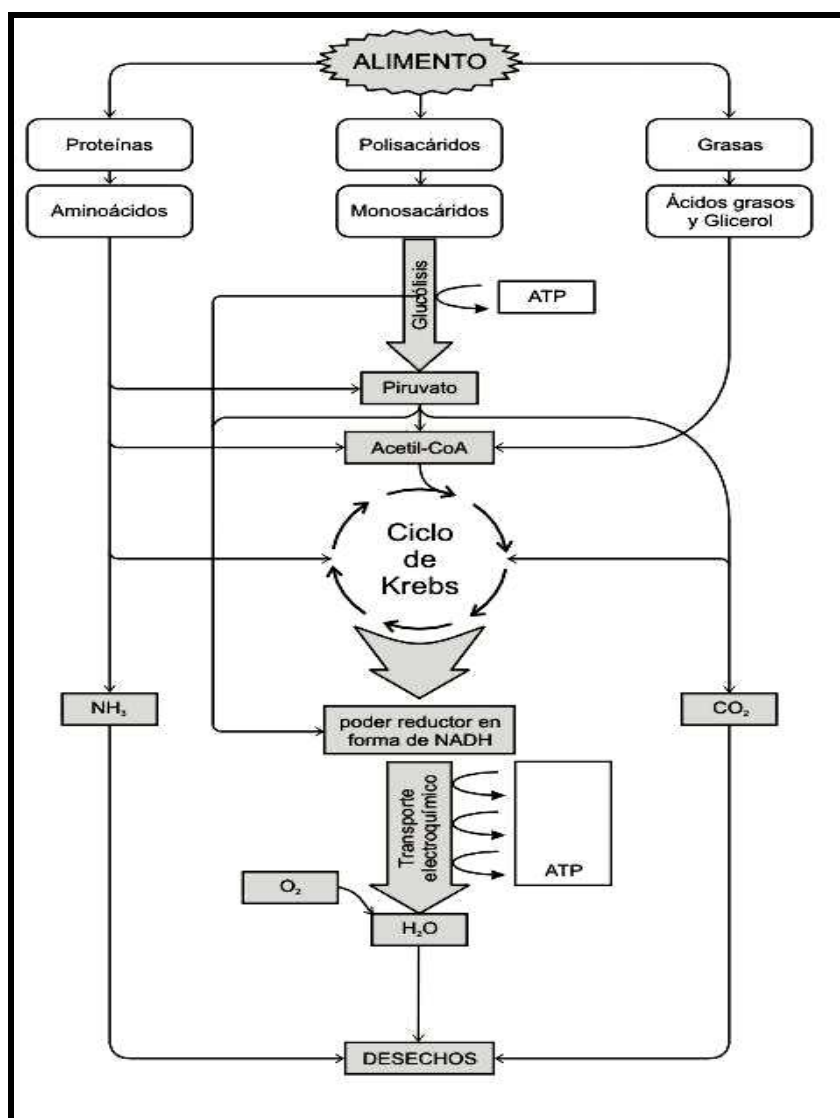 ALIMENTO
Proteínas
Polisacáridos
Grasas
Aminoácidos
Monosacáridos
Ácidos grasos
y Glicerol
Glucólisis
ATP
Piruvato
Acetil-CoA
Ciclo
de
Krebs
NH₃
poder reductor en
forma de NADH
CO₂
Transporte
electroquímico
ATP
O₂
H₂O
DESECHOS